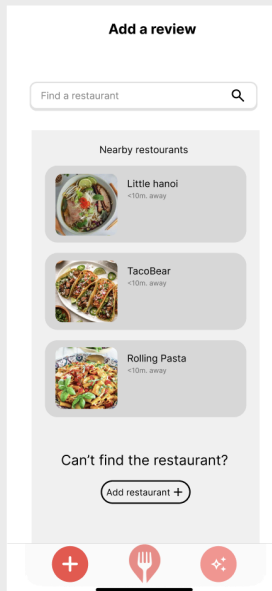 Add a review
Find a restaurant
Nearby restourants
Little hanoi
<10m. away
TacoBear
<10m. away
Rolling Pasta
<10m. away
Can't find the restaurant?
Add restaurant +